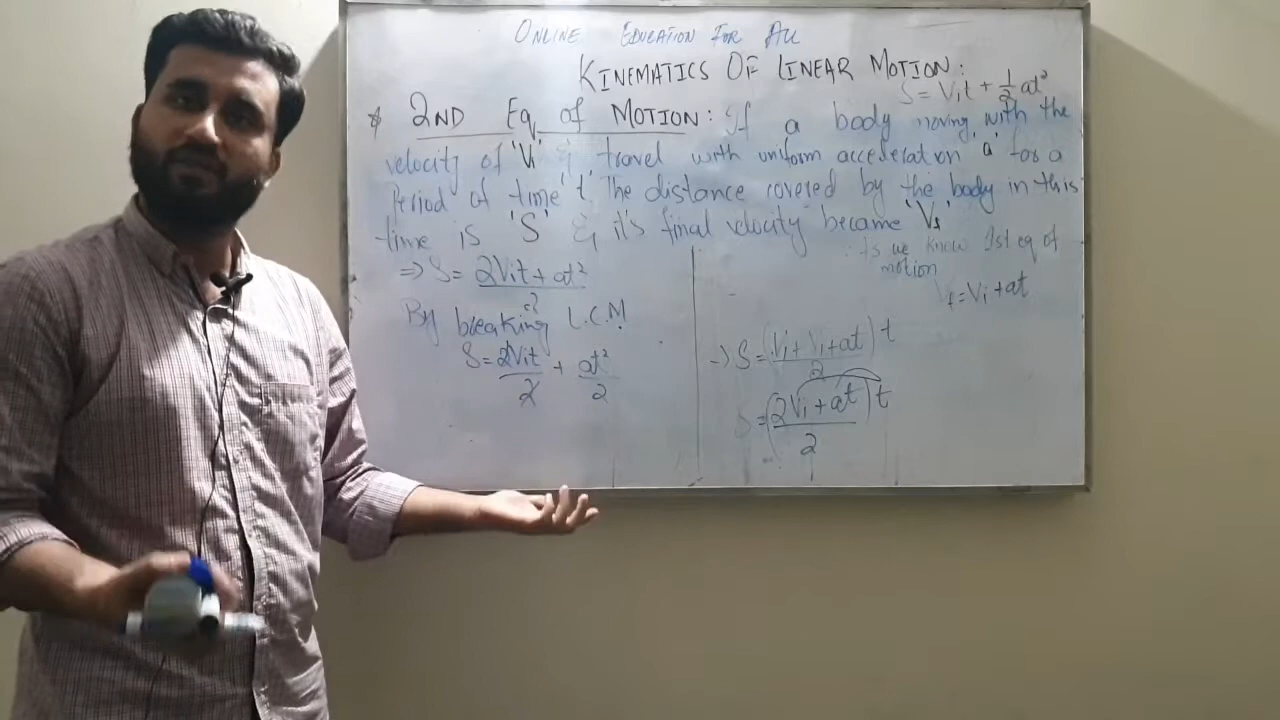 ONLINE EDUCATION FOR ALL
KINEMATICS OF LINEAR MOTION:
S = Vit + 1/2 at²
* 2ND Eq of MOTION: If a body moving with the
velocity of 'Vi' & travel with uniform acceleration 'a' for a
Period of time 't' The distance covered by the body in this
time is 'S' & it's final velocity became 'Vf'
⇒ S = 2Vit + at² / 2
By breaking L.C.M
S = 2Vit / 2 + at² / 2
∴ As we know 1st eq of
motion
Vf = Vi + at
→ S = (Vi + Vi + at / 2) t
S = (2Vi + at / 2) t